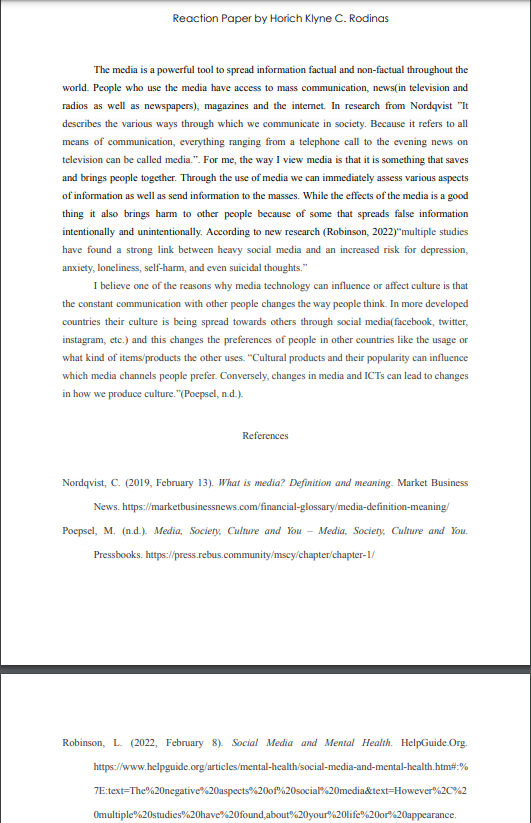 Reaction Paper by Horich Klyne C. Rodinas
The media is a powerful tool to spread information factual and non-factual throughout the
world. People who use the media have access to mass communication, news(in television and
radios as well as newspapers), magazines and the internet. In research from Nordqvist "It
describes the various ways through which we communicate in society. Because it refers to all
means of communication, everything ranging from a telephone call to the evening news on
television can be called media.". For me, the way I view media is that it is something that saves
and brings people together. Through the use of media we can immediately assess various aspects
of information as well as send information to the masses. While the effects of the media is a good
thing it also brings harm to other people because of some that spreads false information
intentionally and unintentionally. According to new research (Robinson, 2022)"multiple studies
have found a strong link between heavy social media and an increased risk for depression,
anxiety, loneliness, self-harm, and even suicidal thoughts."
I believe one of the reasons why media technology can influence or affect culture is that
the constant communication with other people changes the way people think. In more developed
countries their culture is being spread towards others through social media(facebook, twitter,
instagram, etc.) and this changes the preferences of people in other countries like the usage or
what kind of items/products the other uses. "Cultural products and their popularity can influence
which media channels people prefer. Conversely, changes in media and ICTs can lead to changes
in how we produce culture."(Poepsel, n.d.).
References
Nordqvist, C. (2019, February 13). What is media? Definition and meaning. Market Business
News. https://marketbusinessnews.com/financial-glossary/media-definition-meaning/
Poepsel, M. (n.d.). Media, Society, Culture and You – Media, Society, Culture and You.
Pressbooks. https://press.rebus.community/mscy/chapter/chapter-1/
Robinson, L. (2022, February 8). Social Media and Mental Health. HelpGuide.Org.
https://www.helpguide.org/articles/mental-health/social-media-and-mental-health.htm#:%
7E:text=The%20negative%20aspects%20of%20social%20media&text=However%2C%2
0multiple%20studies%20have%20found,about%20your%20life%20or%20appearance.